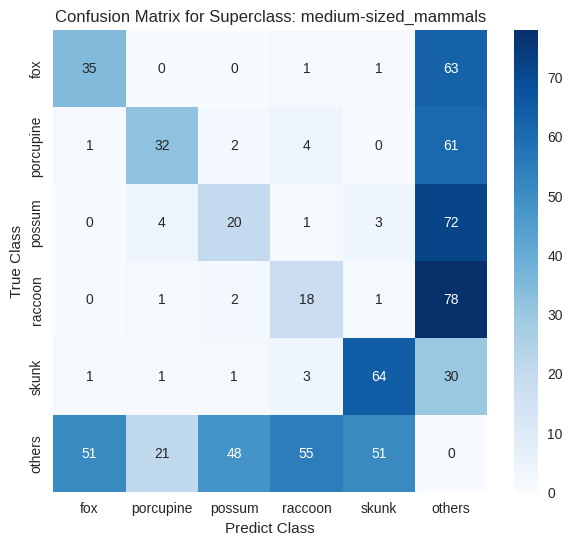 Confusion Matrix for Superclass: medium-sized_mammals
True Class
fox 35 0 0 1 1 63
porcupine 1 32 2 4 0 61
possum 0 4 20 1 3 72
raccoon 0 1 2 18 1 78
skunk 1 1 1 3 64 30
others 51 21 48 55 51 0
fox porcupine possum raccoon skunk others
Predict Class
70
60
50
40
30
20
10
0